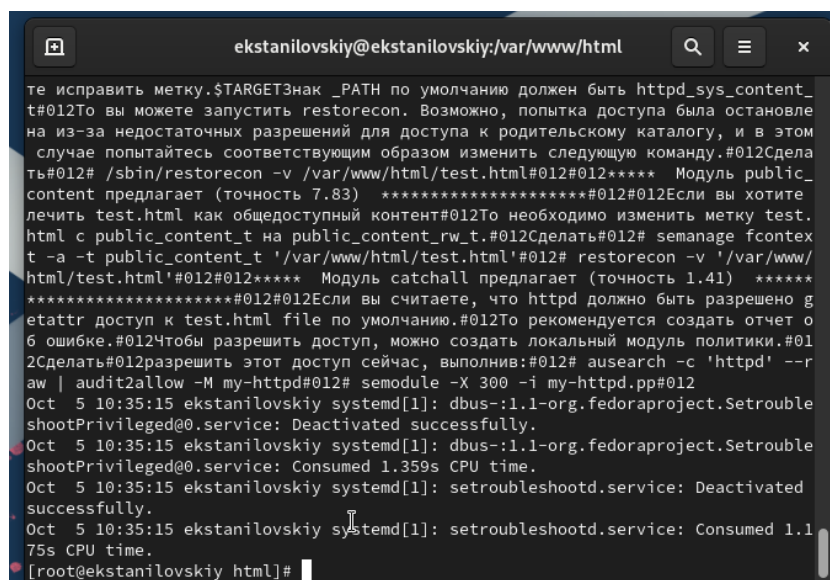 ekstanilovskiy@ekstanilovskiy:/var/www/html
те исправить метку.$TARGETЗнак _PATH по умолчанию должен быть httpd_sys_content_
t#012То вы можете запустить restorecon. Возможно, попытка доступа была остановле
на из-за недостаточных разрешений для доступа к родительскому каталогу, и в этом
 случае попытайтесь соответствующим образом изменить следующую команду.#012Сдела
ть#012# /sbin/restorecon -v /var/www/html/test.html#012#012*****  Модуль public_
content предлагает (точность 7.83)  *********************#012#012Если вы хотите 
лечить test.html как общедоступный контент#012То необходимо изменить метку test.
html с public_content_t на public_content_rw_t.#012Сделать#012# semanage fcontex
t -a -t public_content_t '/var/www/html/test.html'#012# restorecon -v '/var/www/
html/test.html'#012#012*****  Модуль catchall предлагает (точность 1.41)  ******
*********************#012#012Если вы считаете, что httpd должно быть разрешено g
etattr доступ к test.html file по умолчанию.#012То рекомендуется создать отчет о
б ошибке.#012Чтобы разрешить доступ, можно создать локальный модуль политики.#01
2Сделать#012разрешить этот доступ сейчас, выполнив:#012# ausearch -c 'httpd' --r
aw | audit2allow -M my-httpd#012# semodule -X 300 -i my-httpd.pp#012
Oct  5 10:35:15 ekstanilovskiy systemd[1]: dbus-:1.1-org.fedoraproject.Setrouble
shootPrivileged@0.service: Deactivated successfully.
Oct  5 10:35:15 ekstanilovskiy systemd[1]: dbus-:1.1-org.fedoraproject.Setrouble
shootPrivileged@0.service: Consumed 1.359s CPU time.
Oct  5 10:35:15 ekstanilovskiy systemd[1]: setroubleshootd.service: Deactivated 
successfully.
Oct  5 10:35:15 ekstanilovskiy systemd[1]: setroubleshootd.service: Consumed 1.1
75s CPU time.
[root@ekstanilovskiy html]#